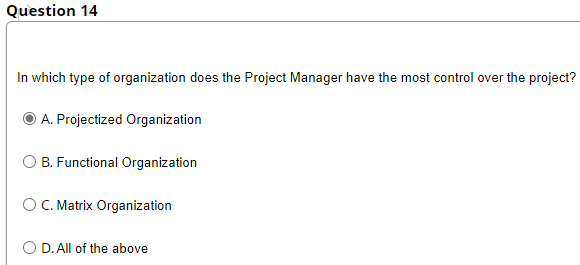 Question 14
In which type of organization does the Project Manager have the most control over the project?
A. Projectized Organization
B. Functional Organization
C. Matrix Organization
D. All of the above